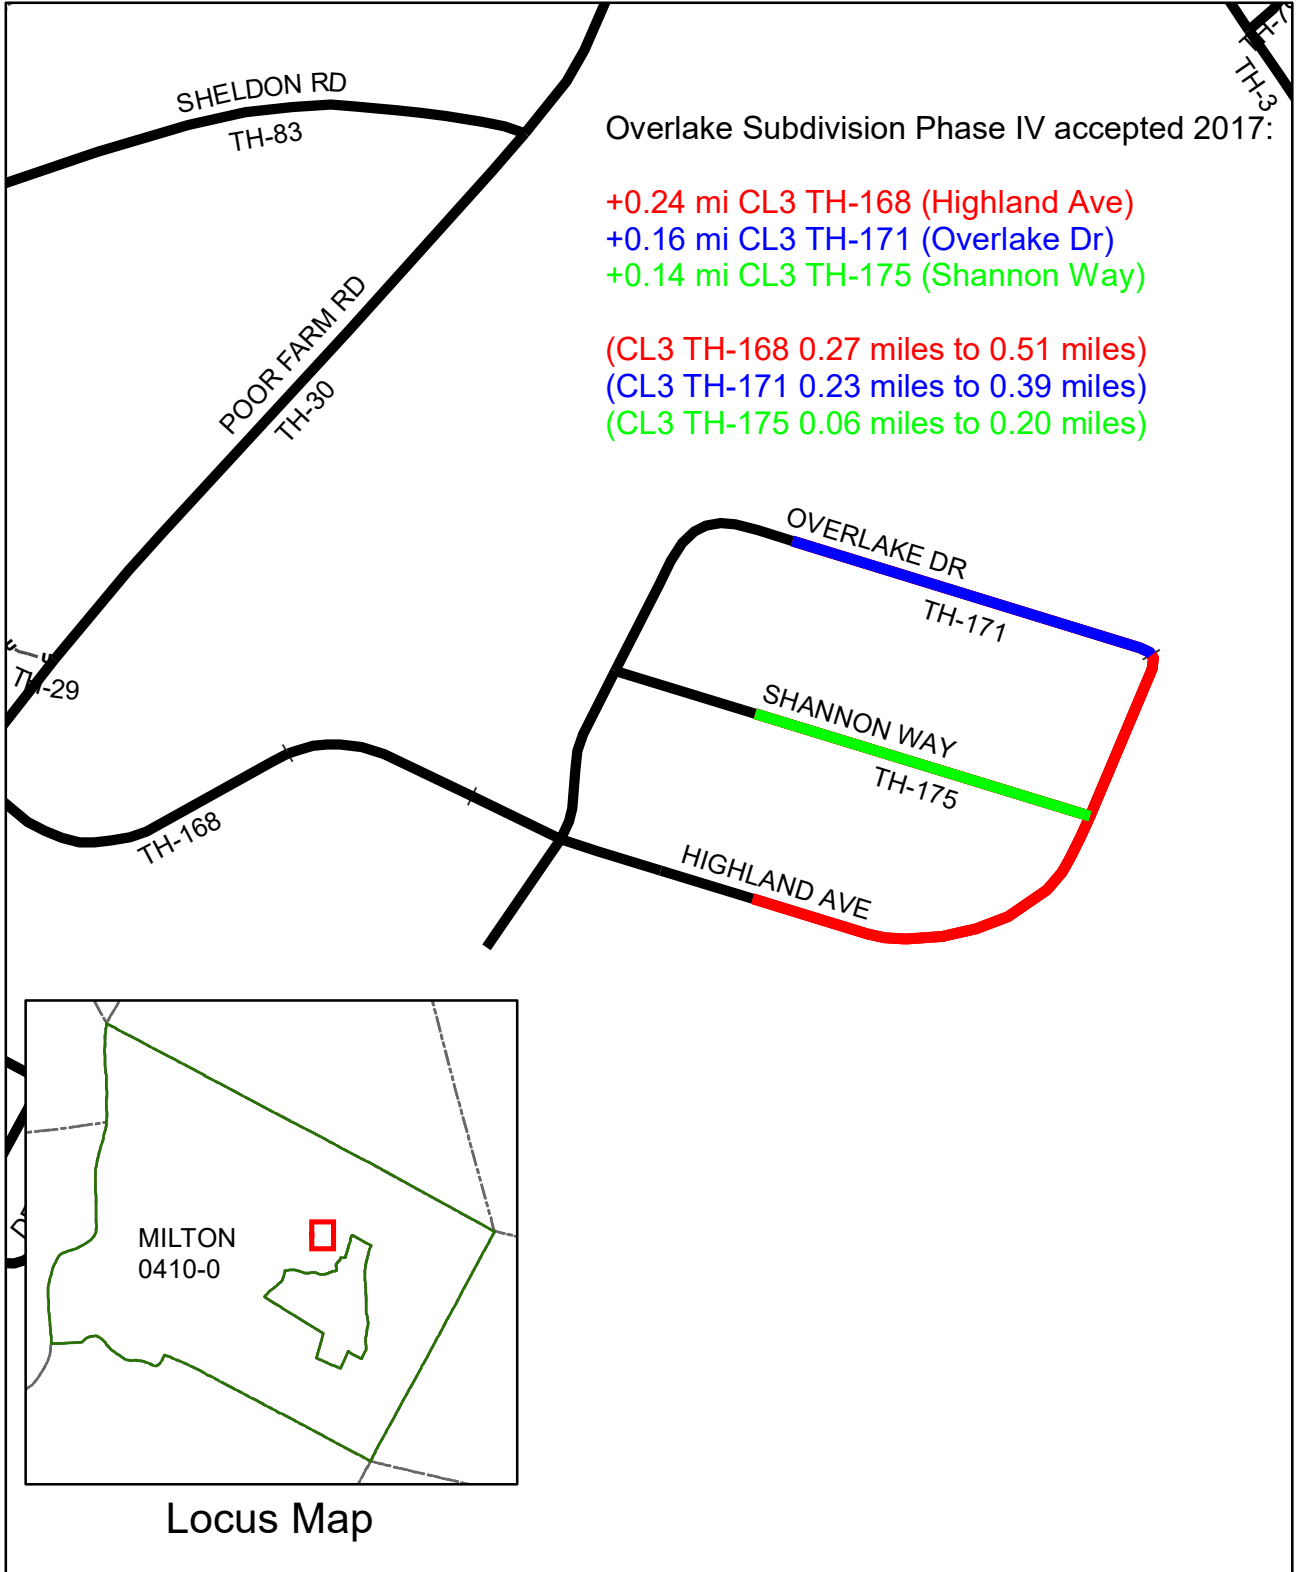 SHELDON RD
TH-83
TH-3
Overlake Subdivision Phase IV accepted 2017:
+0.24 mi CL3 TH-168 (Highland Ave)
+0.16 mi CL3 TH-171 (Overlake Dr)
+0.14 mi CL3 TH-175 (Shannon Way)
(CL3 TH-168 0.27 miles to 0.51 miles)
(CL3 TH-171 0.23 miles to 0.39 miles)
(CL3 TH-175 0.06 miles to 0.20 miles)
POOR FARM RD
TH-30
OVERLAKE DR
TH-171
TH-29
SHANNON WAY
TH-175
TH-168
HIGHLAND AVE
MILTON
0410-0
Locus Map